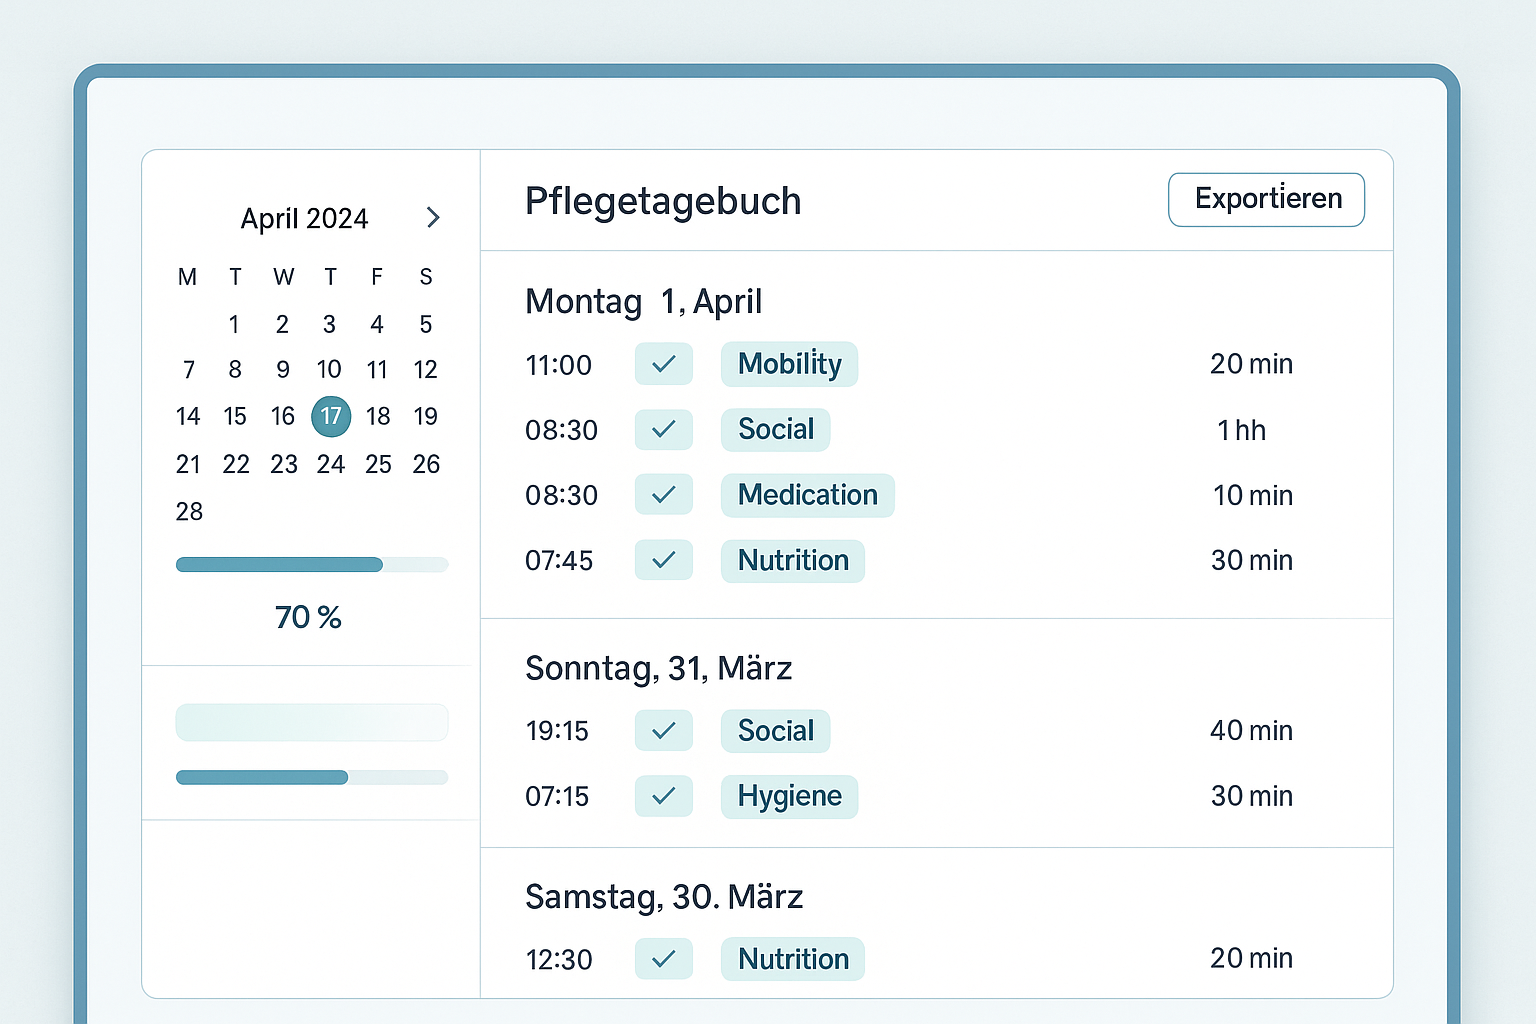 April 2024
M T W T F S
1 2 3 4 5
7 8 9 10 11 12
14 15 16 17 18 19
21 22 23 24 25 26
28
70 %
Pflegetagebuch
Exportieren
Montag 1, April
11:00 Mobility 20 min
08:30 Social 1 hh
08:30 Medication 10 min
07:45 Nutrition 30 min
Sonntag, 31, März
19:15 Social 40 min
07:15 Hygiene 30 min
Samstag, 30. März
12:30 Nutrition 20 min